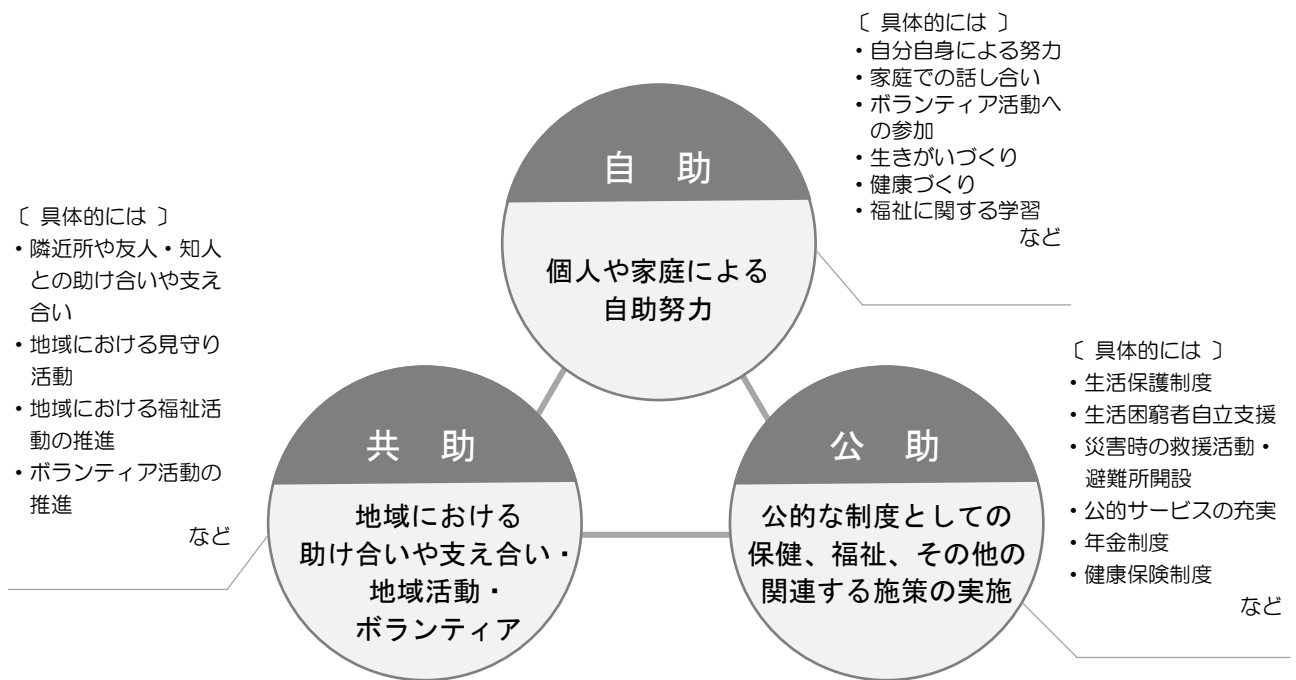 〔 具体的には 〕
・自分自身による努力
・家庭での話し合い
・ボランティア活動へ
の参加
・生きがいづくり
・健康づくり
・福祉に関する学習
など
自 助
個人や家庭による
自助努力
〔 具体的には 〕
・隣近所や友人・知人
との助け合いや支え
合い
・地域における見守り
活動
・地域における福祉活
動の推進
・ボランティア活動の
推進
など
共 助
地域における
助け合いや支え合い・
地域活動・
ボランティア
公 助
公的な制度としての
保健、福祉、その他の
関連する施策の実施
〔 具体的には 〕
・生活保護制度
・生活困窮者自立支援
・災害時の救援活動・
避難所開設
・公的サービスの充実
・年金制度
・健康保険制度
など